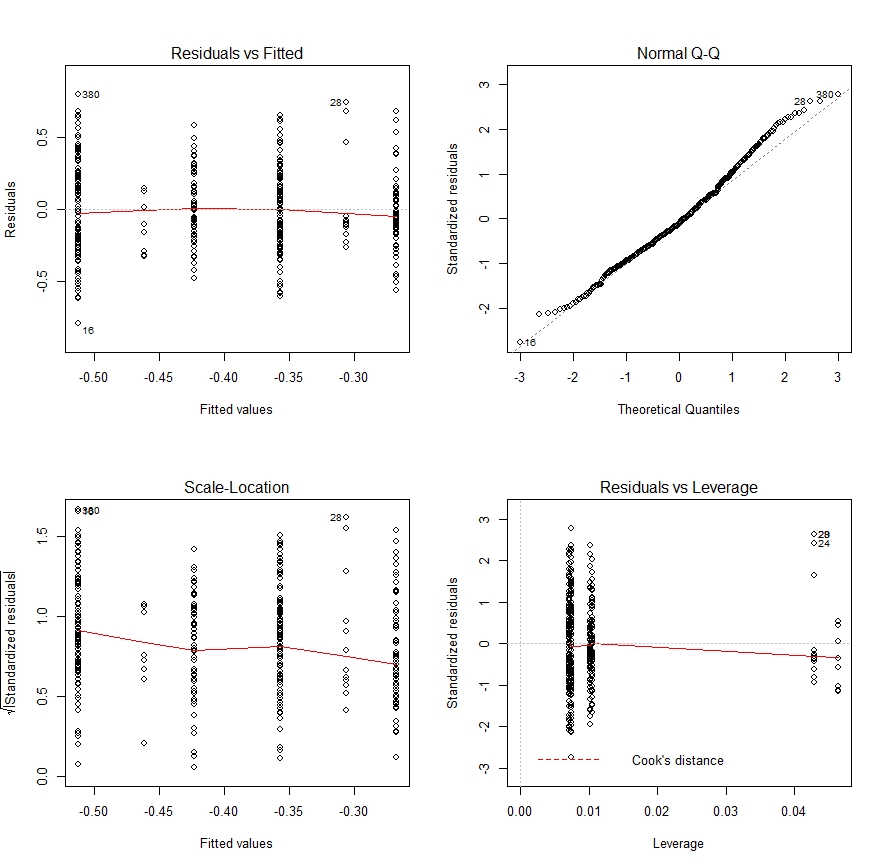 Residuals vs Fitted
Residuals
0.5
0.0
-0.5
380
28
16
-0.50 -0.45 -0.40 -0.35 -0.30
Fitted values
Normal Q-Q
Standardized residuals
3
2
1
0
-1
-2
28
380
16
-3 -2 -1 0 1 2 3
Theoretical Quantiles
Scale-Location
√|Standardized residuals|
1.5
1.0
0.5
0.0
380
28
-0.50 -0.45 -0.40 -0.35 -0.30
Fitted values
Residuals vs Leverage
Standardized residuals
3
2
1
0
-1
-2
-3
24
Cook's distance
0.00 0.01 0.02 0.03 0.04
Leverage